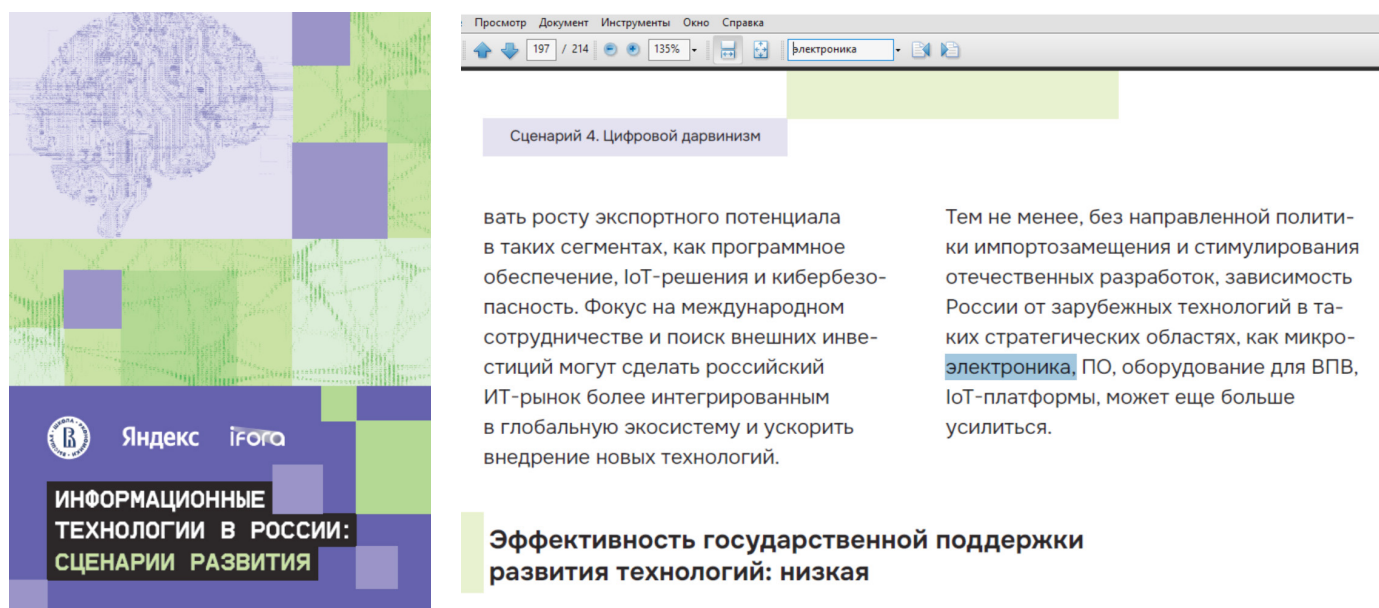 Яндекс
ifora
ИНФОРМАЦИОННЫЕ
ТЕХНОЛОГИИ В РОССИИ:
СЦЕНАРИИ РАЗВИТИЯ
Просмотр Документ Инструменты Окно Справка
197 / 214 135% электроника
Сценарий 4. Цифровой дарвинизм
вать росту экспортного потенциала
в таких сегментах, как программное
обеспечение, IoT-решения и кибербезо-
пасность. Фокус на международном
сотрудничестве и поиск внешних инве-
стиций могут сделать российский
ИТ-рынок более интегрированным
в глобальную экосистему и ускорить
внедрение новых технологий.
Тем не менее, без направленной полити-
ки импортозамещения и стимулирования
отечественных разработок, зависимость
России от зарубежных технологий в та-
ких стратегических областях, как микро-
электроника, ПО, оборудование для ВПВ,
IoT-платформы, может еще больше
усилиться.
Эффективность государственной поддержки
развития технологий: низкая